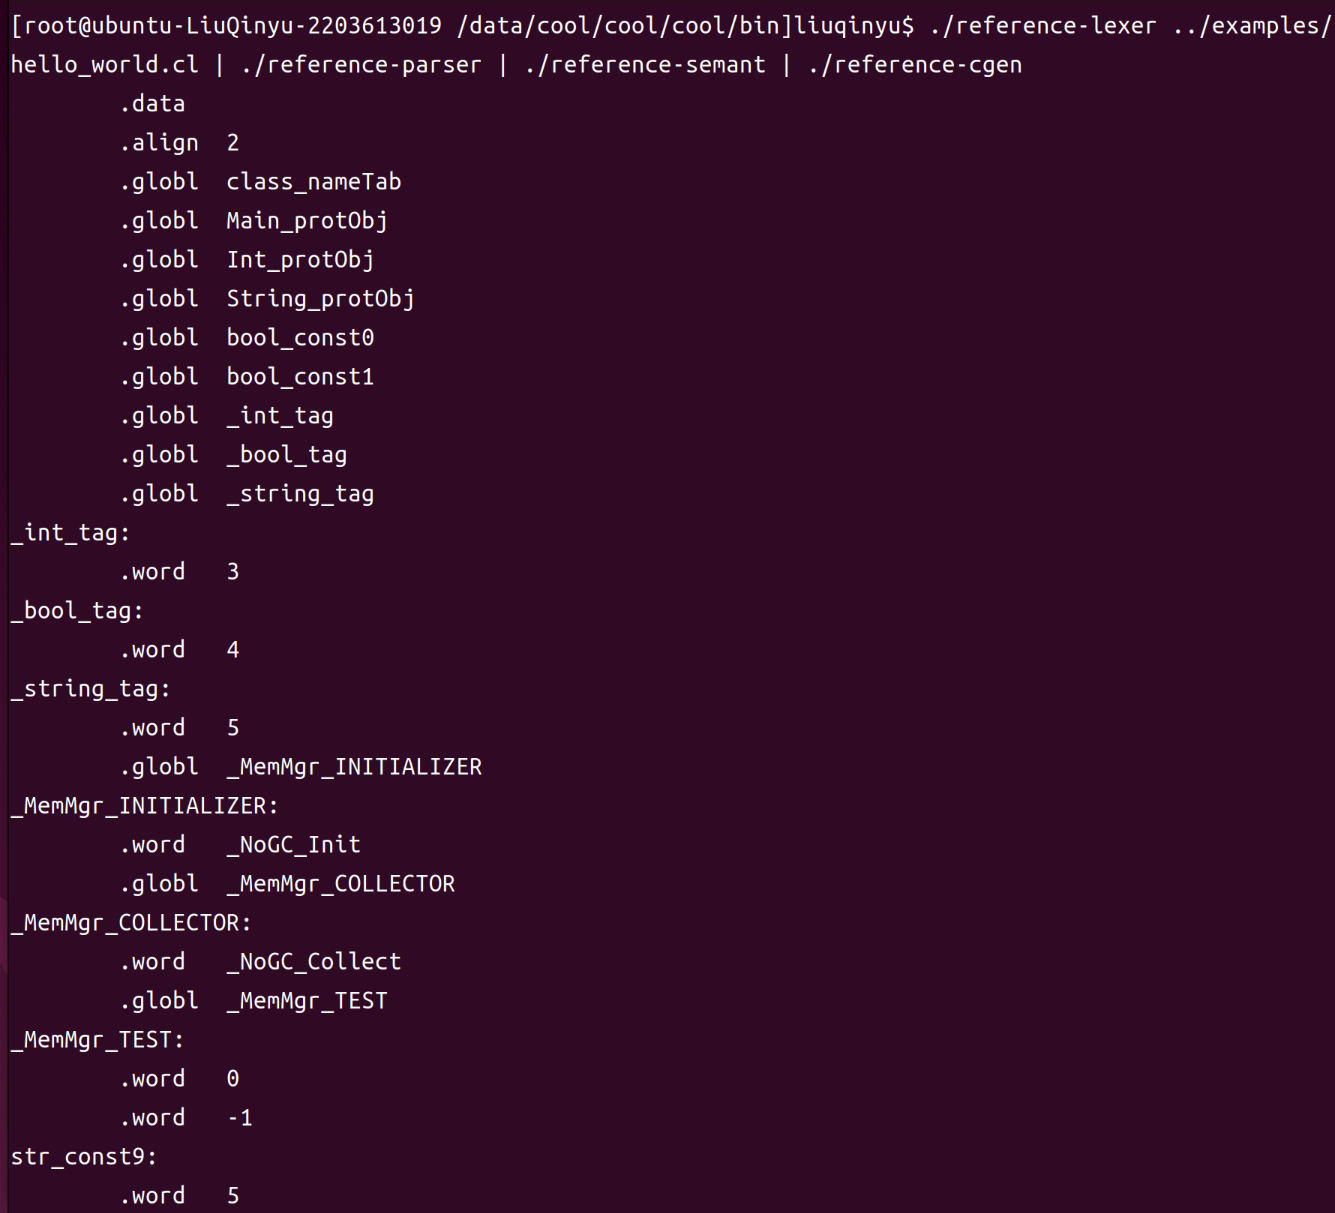 [root@ubuntu-LiuQinyu-2203613019 /data/cool/cool/cool/bin]liuqinyu$ ./reference-lexer ../examples/
hello_world.cl | ./reference-parser | ./reference-semant | ./reference-cgen
        .data
        .align  2
        .globl  class_nameTab
        .globl  Main_protObj
        .globl  Int_protObj
        .globl  String_protObj
        .globl  bool_const0
        .globl  bool_const1
        .globl  _int_tag
        .globl  _bool_tag
        .globl  _string_tag
_int_tag:
        .word   3
_bool_tag:
        .word   4
_string_tag:
        .word   5
        .globl  _MemMgr_INITIALIZER
_MemMgr_INITIALIZER:
        .word   _NoGC_Init
        .globl  _MemMgr_COLLECTOR
_MemMgr_COLLECTOR:
        .word   _NoGC_Collect
        .globl  _MemMgr_TEST
_MemMgr_TEST:
        .word   0
        .word   -1
str_const9:
        .word   5